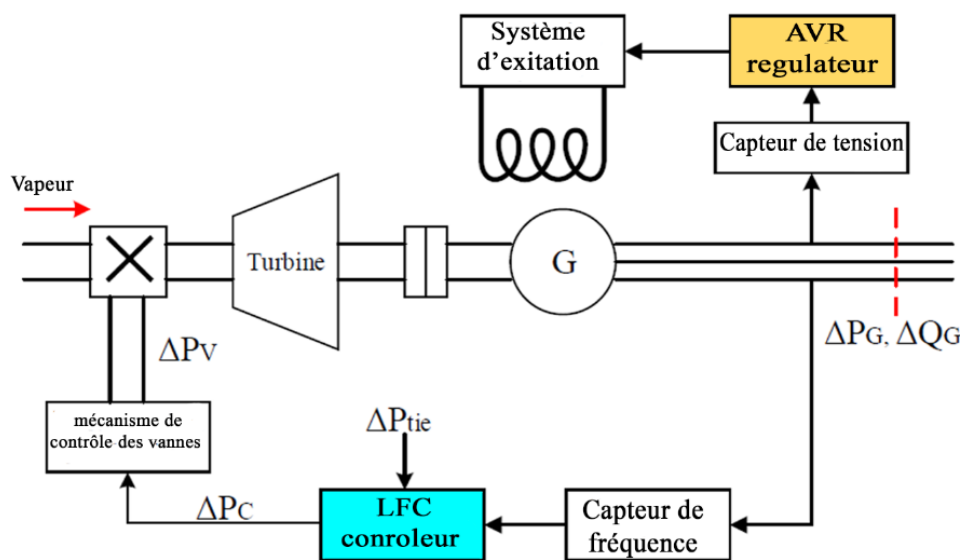 Système
d'exitation
AVR
regulateur
Capteur de tension
Vapeur
Turbine
G
ΔPG, ΔQG
ΔPV
mécanisme de
contrôle des vannes
ΔPtie
ΔPC
LFC
conroleur
Capteur de
fréquence